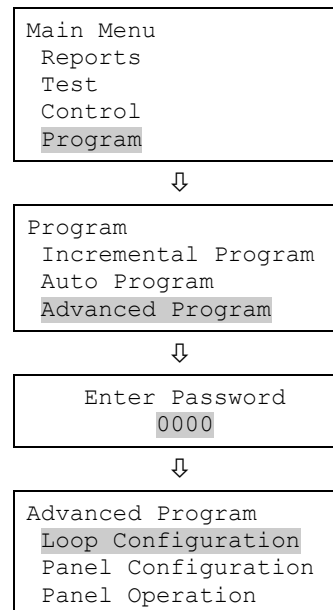 Main Menu
Reports
Test
Control
Program
⇩
Program
Incremental Program
Auto Program
Advanced Program
⇩
Enter Password
0000
⇩
Advanced Program
Loop Configuration
Panel Configuration
Panel Operation